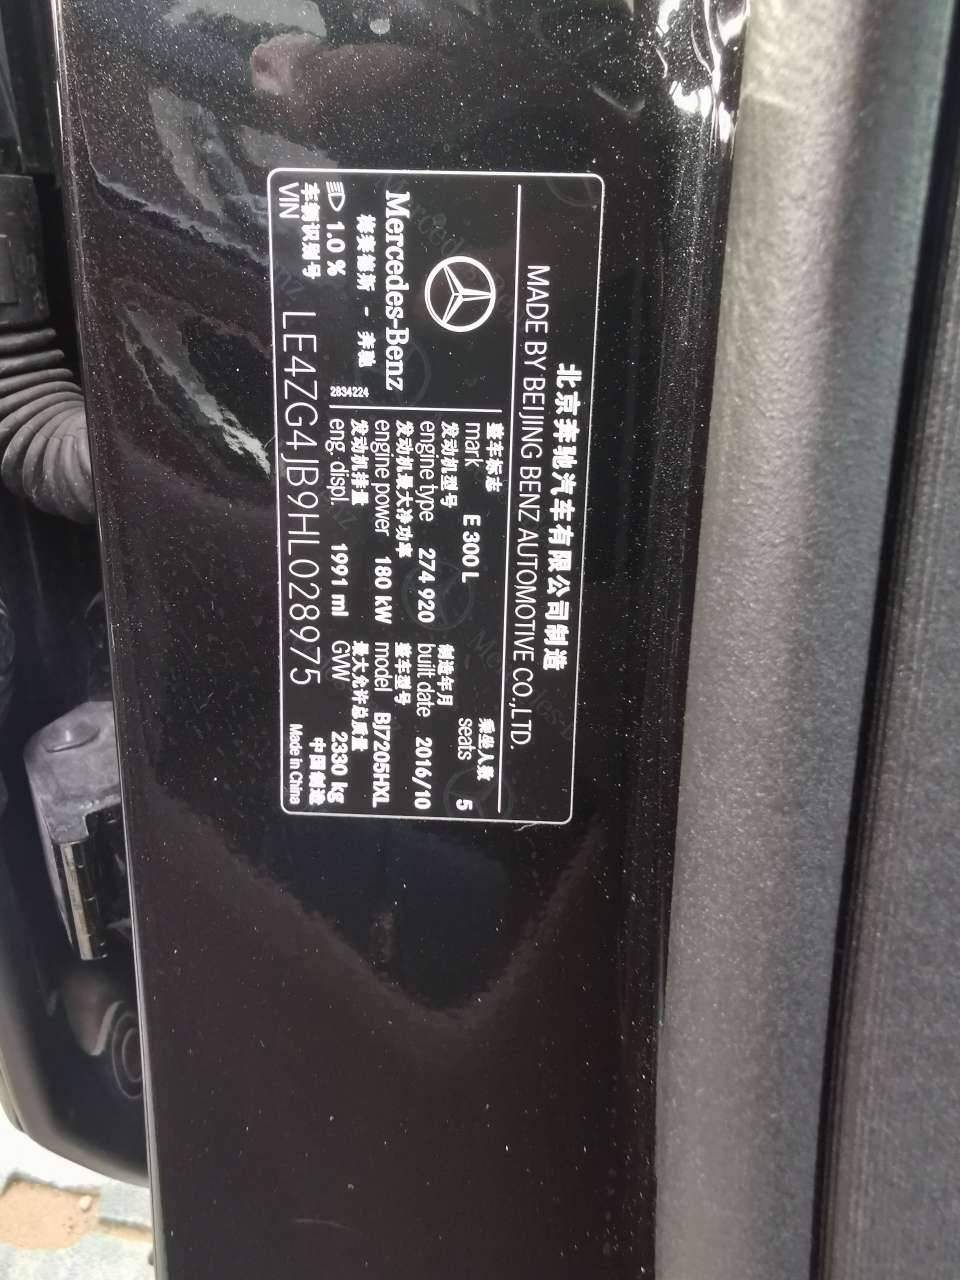 北京奔驰汽车有限公司制造
MADE BY BEIJING BENZ AUTOMOTIVE CO.,LTD.
Mercedes-Benz
梅赛德斯 - 奔驰
1.0 %
2834224
整车标志
mark E 300 L
乘坐人数
seats 5
发动机型号
engine type 274 920
制造年月
built date 2016/10
发动机最大净功率
engine power 180 kW
整车型号
model BJ7205HXL
发动机排量
eng. displ. 1991 ml
最大允许总质量
GVW 2330 kg
车辆识别号
VIN LE4ZG4JB9HL028975
中国制造
Made in China